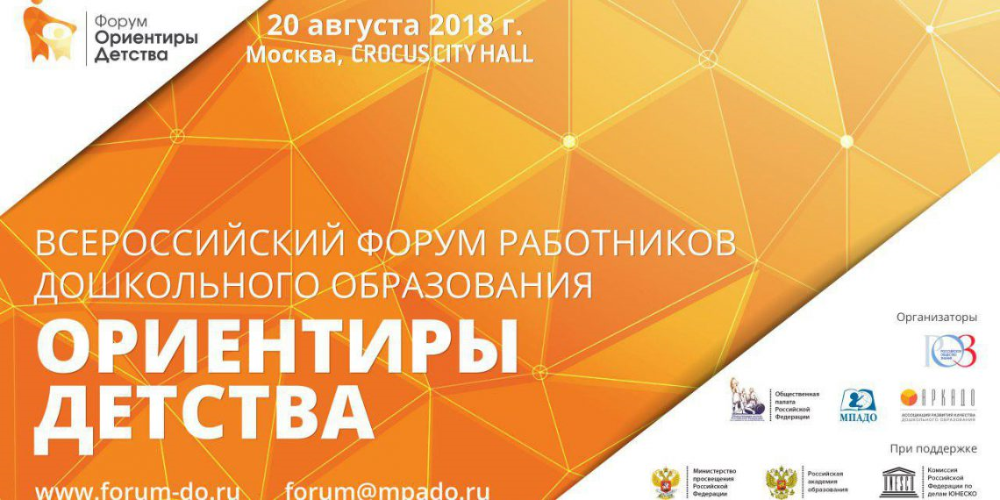 Форум
Ориентиры
Детства
20 августа 2018 г.
Москва, CROCUS CITY HALL
ВСЕРОССИЙСКИЙ ФОРУМ РАБОТНИКОВ
ДОШКОЛЬНОГО ОБРАЗОВАНИЯ
ОРИЕНТИРЫ
ДЕТСТВА
www.forum-do.ru forum@mpado.ru
Организаторы
РОЗ
РОССИЙСКОЕ
ОБЩЕСТВО
ЗНАНИЕ
Общественная
палата
Российской
Федерации
МПАДО
АРКАДО
АССОЦИАЦИЯ РАЗВИТИЯ КАЧЕСТВА
ДОШКОЛЬНОГО ОБРАЗОВАНИЯ
При поддержке
Министерство
просвещения
Российской
Федерации
Российская
академия
образования
UNESCO
Комиссия
Российской
Федерации по
делам ЮНЕСКО